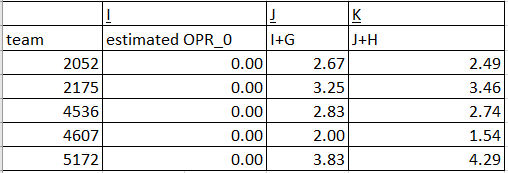 I J K
team estimated OPR_0 I+G J+H
2052 0.00 2.67 2.49
2175 0.00 3.25 3.46
4536 0.00 2.83 2.74
4607 0.00 2.00 1.54
5172 0.00 3.83 4.29